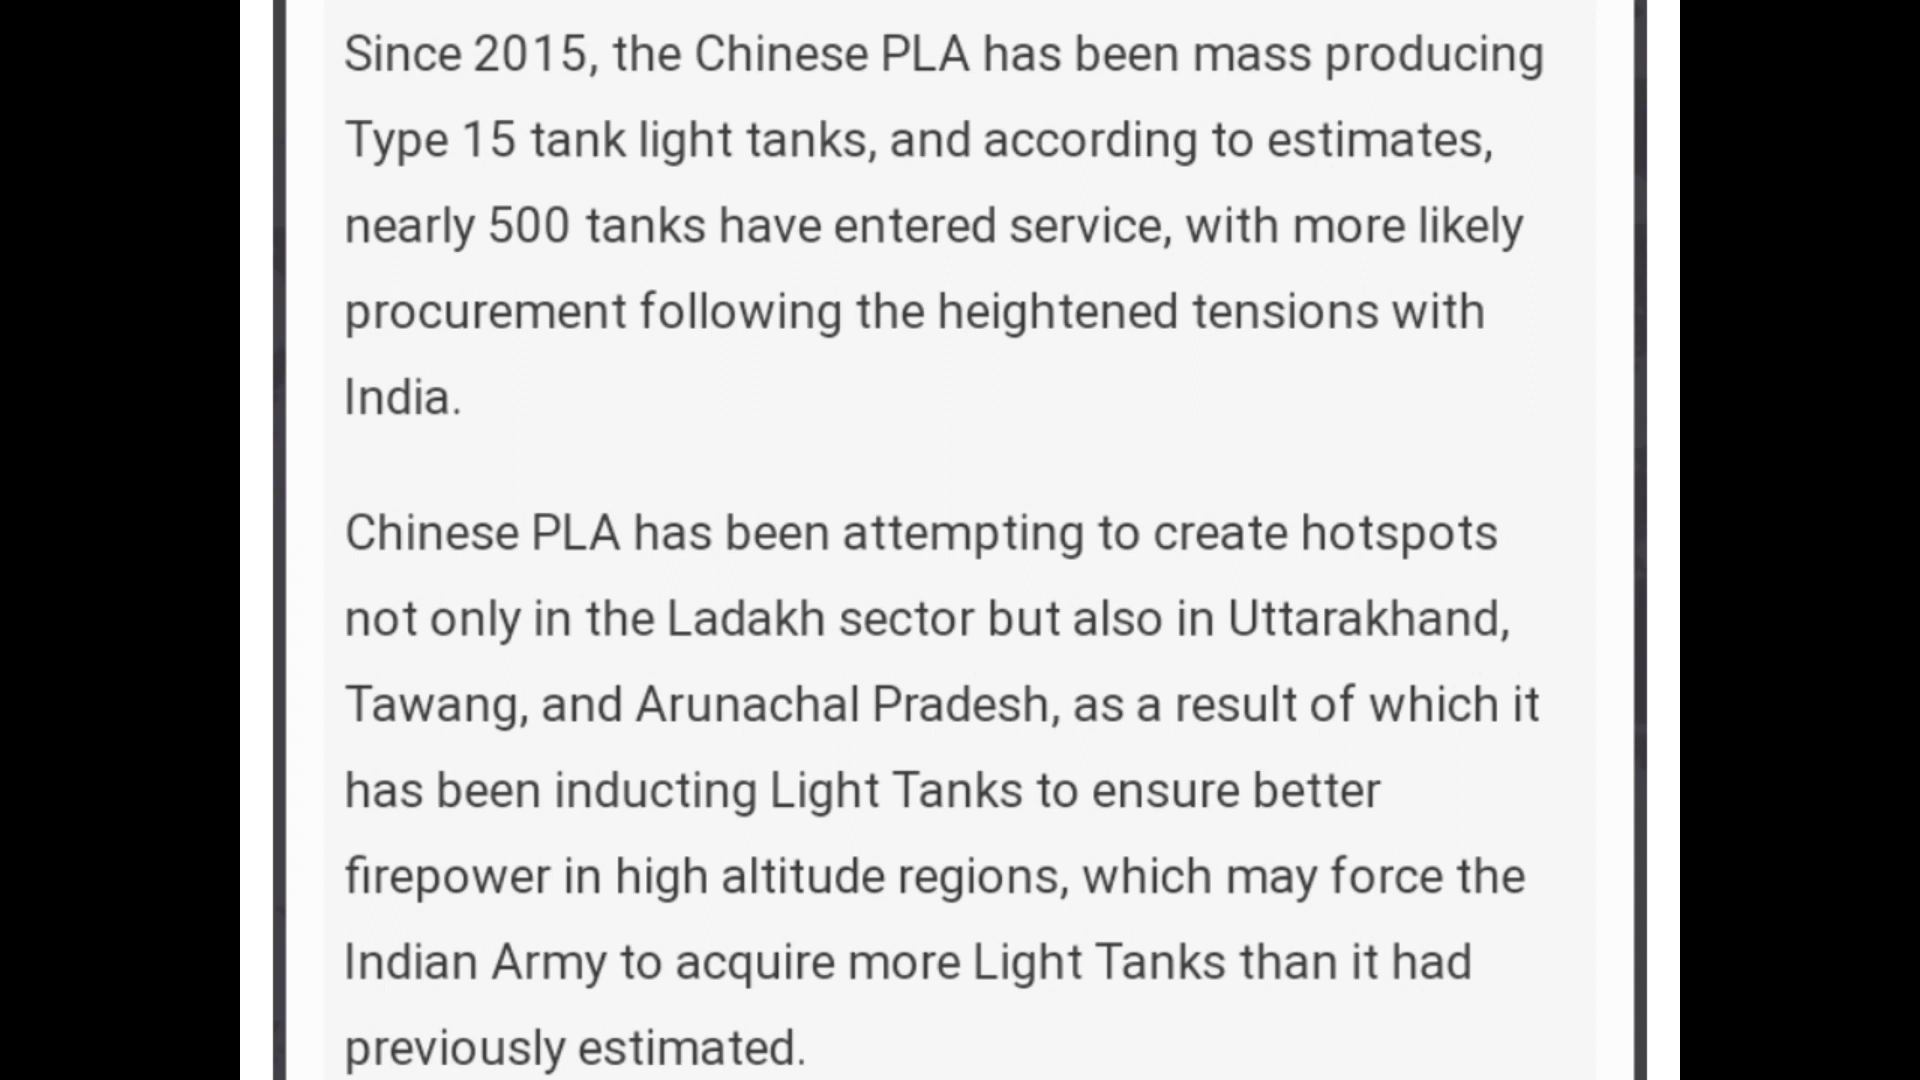 Since 2015, the Chinese PLA has been mass producing
Type 15 tank light tanks, and according to estimates,
nearly 500 tanks have entered service, with more likely
procurement following the heightened tensions with
India.
Chinese PLA has been attempting to create hotspots
not only in the Ladakh sector but also in Uttarakhand,
Tawang, and Arunachal Pradesh, as a result of which it
has been inducting Light Tanks to ensure better
firepower in high altitude regions, which may force the
Indian Army to acquire more Light Tanks than it had
previously estimated.